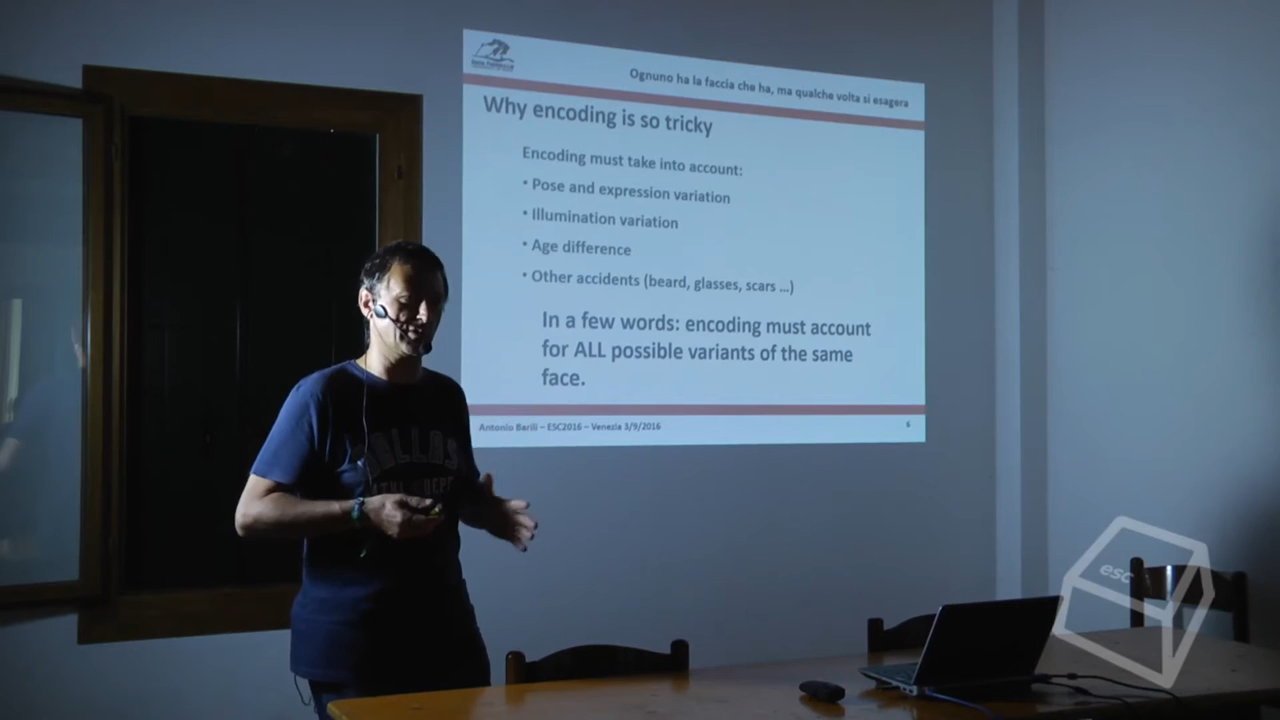 Ognuno ha la faccia che ha, ma qualche volta si esagera
Why encoding is so tricky
Encoding must take into account:
• Pose and expression variation
• Illumination variation
• Age difference
• Other accidents (beard, glasses, scars ...)
In a few words: encoding must account
for ALL possible variants of the same
face.
Antonio Barili – ESC2016 – Venezia 3/9/2016
6
esc